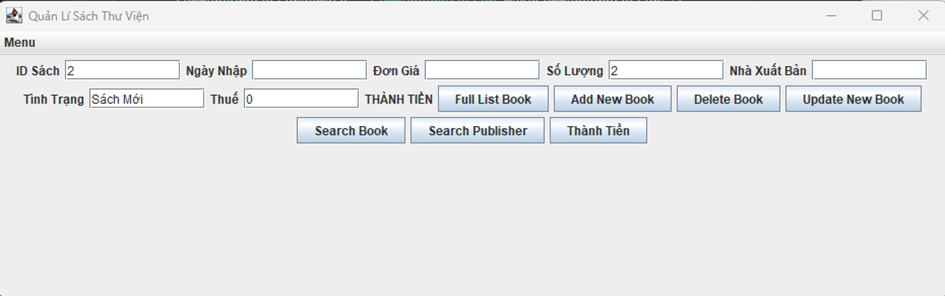 Quản Lí Sách Thư Viện
Menu
ID Sách 2 Ngày Nhập Đơn Giá Số Lượng 2 Nhà Xuất Bản
Tình Trạng Sách Mới Thuế 0 THÀNH TIỀN Full List Book Add New Book Delete Book Update New Book
Search Book Search Publisher Thành Tiền